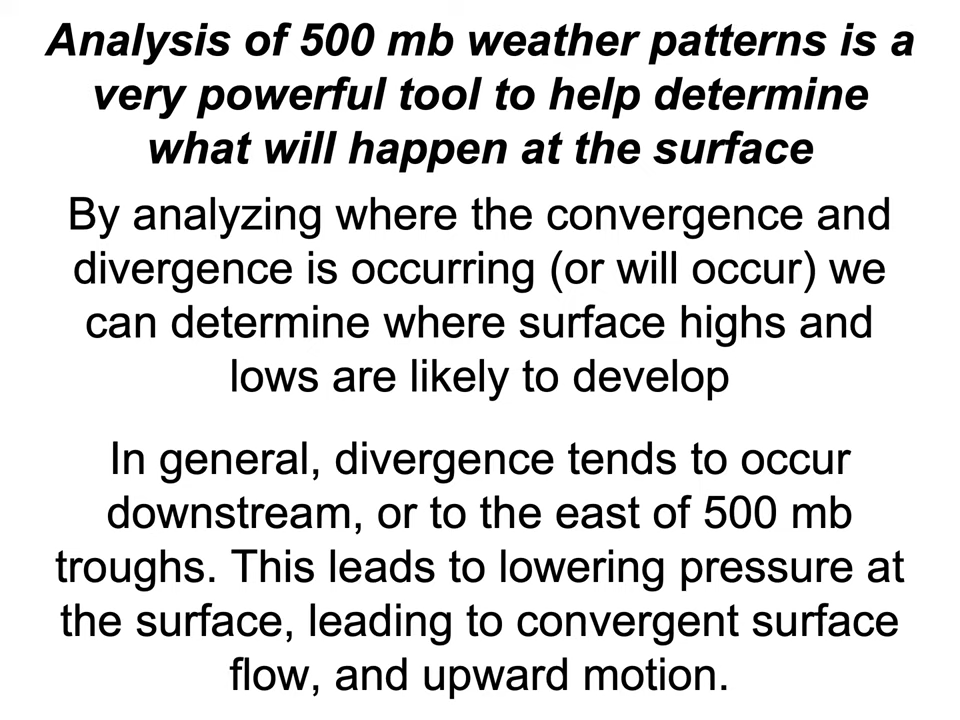 Analysis of 500 mb weather patterns is a
very powerful tool to help determine
what will happen at the surface
By analyzing where the convergence and
divergence is occurring (or will occur) we
can determine where surface highs and
lows are likely to develop
In general, divergence tends to occur
downstream, or to the east of 500 mb
troughs. This leads to lowering pressure at
the surface, leading to convergent surface
flow, and upward motion.